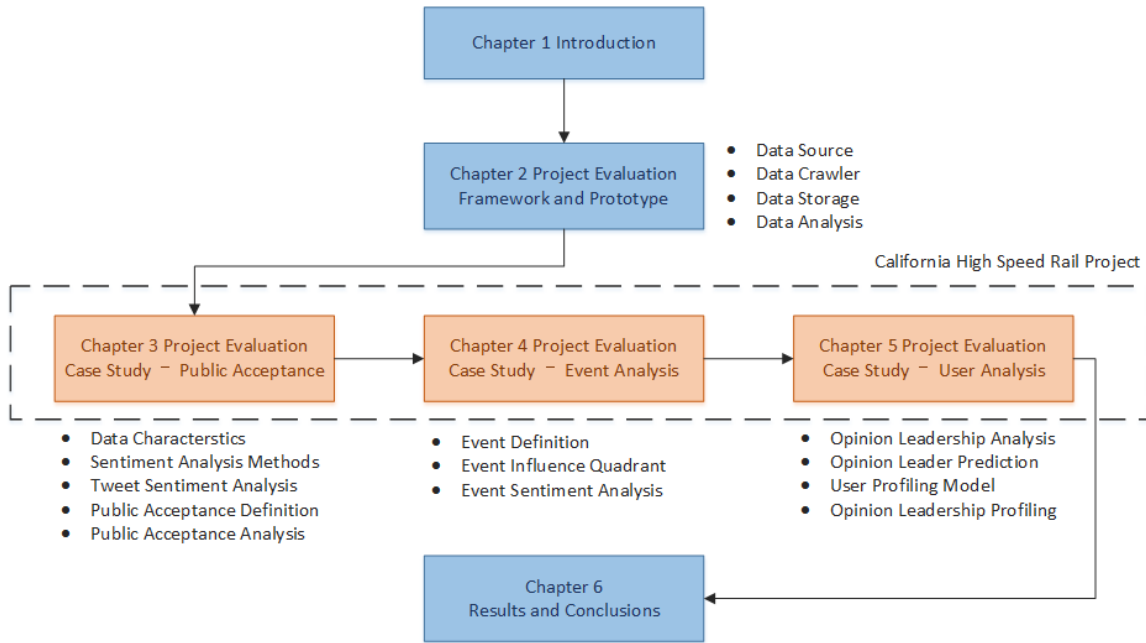 Chapter 1 Introduction
Chapter 2 Project Evaluation
Framework and Prototype
• Data Source
• Data Crawler
• Data Storage
• Data Analysis
California High Speed Rail Project
Chapter 3 Project Evaluation
Case Study – Public Acceptance
Chapter 4 Project Evaluation
Case Study – Event Analysis
Chapter 5 Project Evaluation
Case Study – User Analysis
• Data Characterstics
• Sentiment Analysis Methods
• Tweet Sentiment Analysis
• Public Acceptance Definition
• Public Acceptance Analysis
• Event Definition
• Event Influence Quadrant
• Event Sentiment Analysis
• Opinion Leadership Analysis
• Opinion Leader Prediction
• User Profiling Model
• Opinion Leadership Profiling
Chapter 6
Results and Conclusions